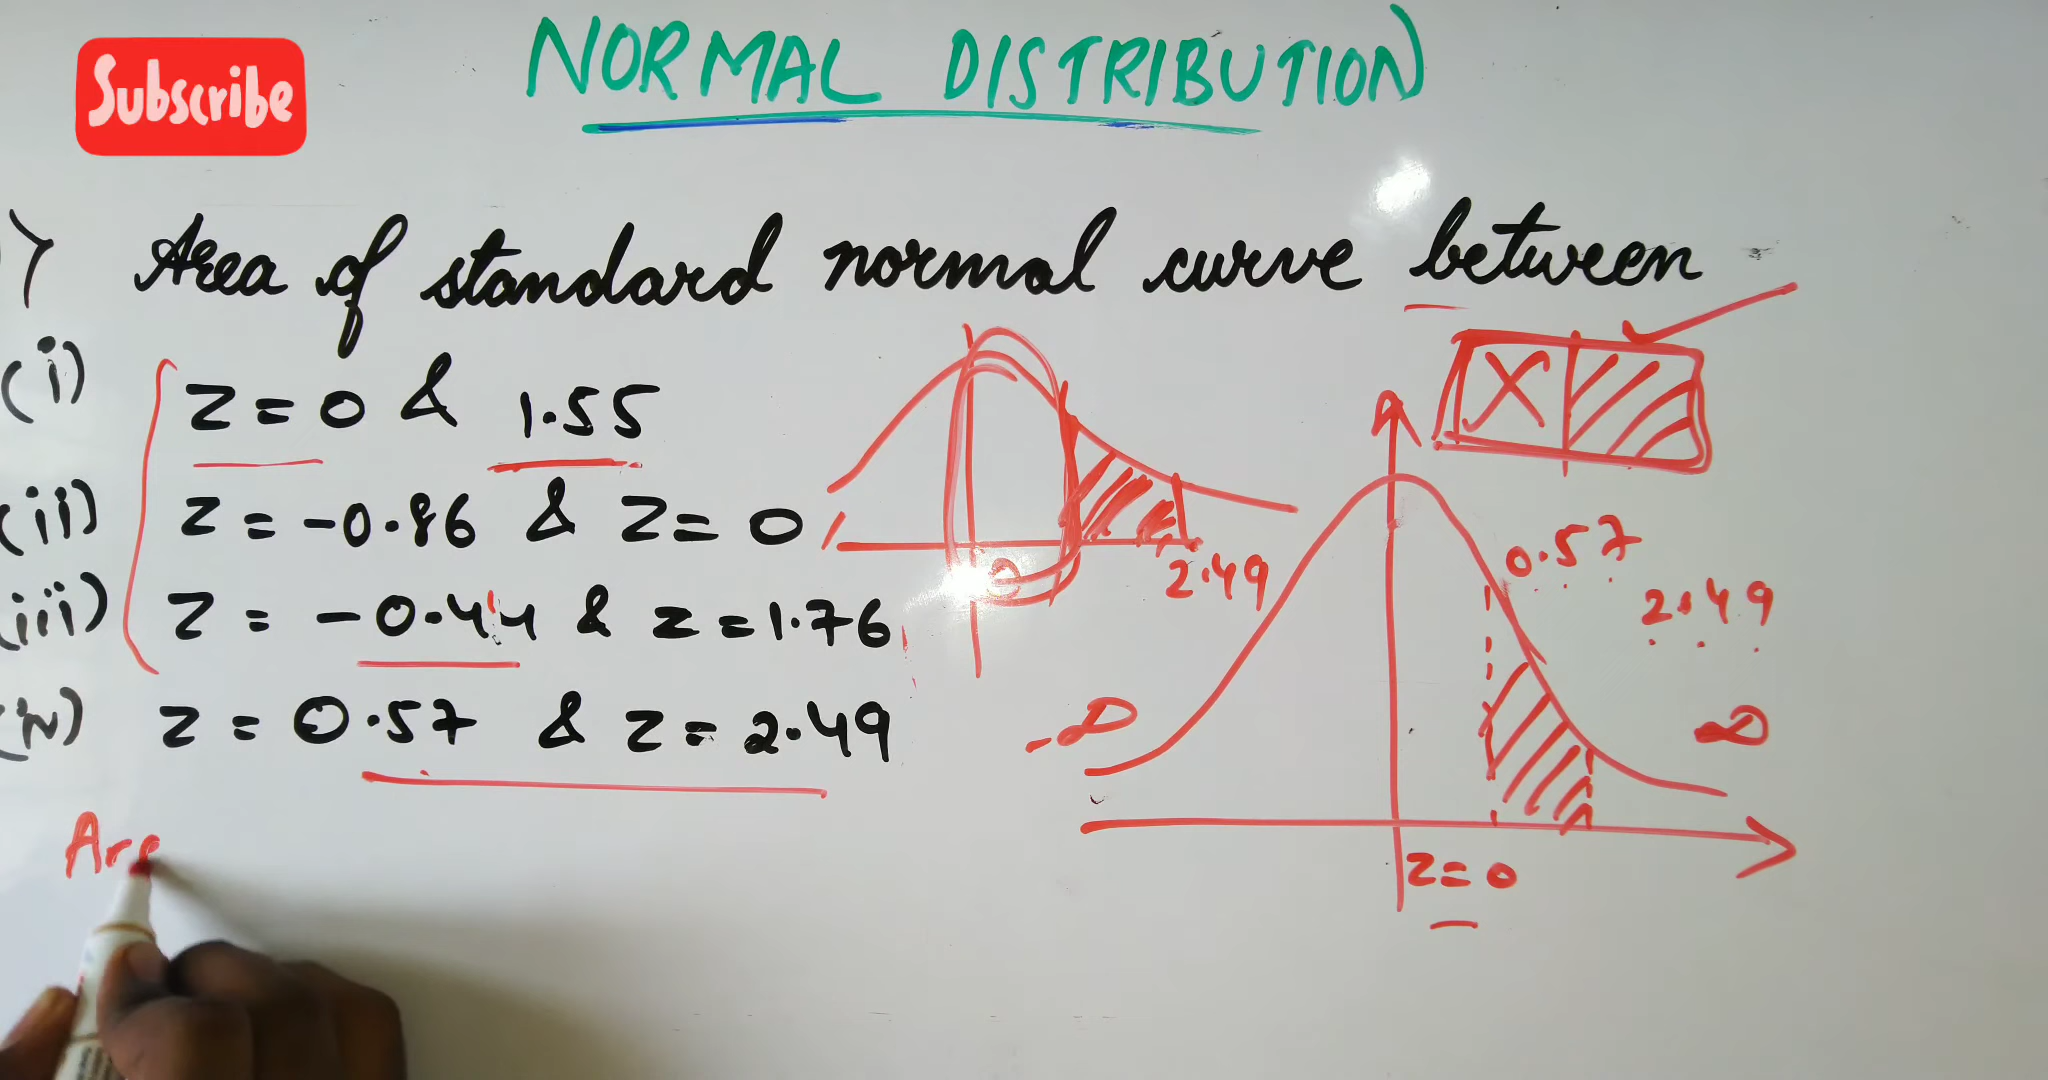 Subscribe
NORMAL DISTRIBUTION
Area of standard normal curve between
(i) Z = 0 & 1.55
(ii) Z = -0.86 & Z = 0
(iii) Z = -0.44 & Z = 1.76
(iv) Z = 0.57 & Z = 2.49
Are
0
2.49
X
0.57
2.49
-∞
∞
Z = 0